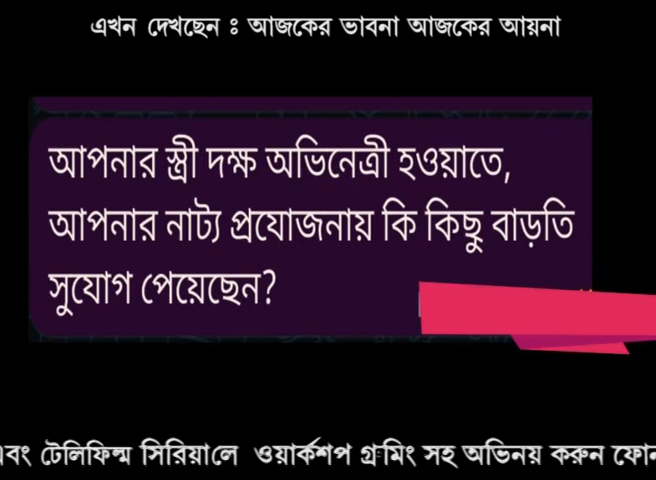 এখন দেখছেন ঃ আজকের ভাবনা আজকের আয়না
আপনার স্ত্রী দক্ষ অভিনেত্রী হওয়াতে,
আপনার নাট্য প্রযোজনায় কি কিছু বাড়তি
সুযোগ পেয়েছেন?
এবং টেলিফিল্ম সিরিয়ালে ওয়ার্কশপ গ্রুমিং সহ অভিনয় করুন ফোন